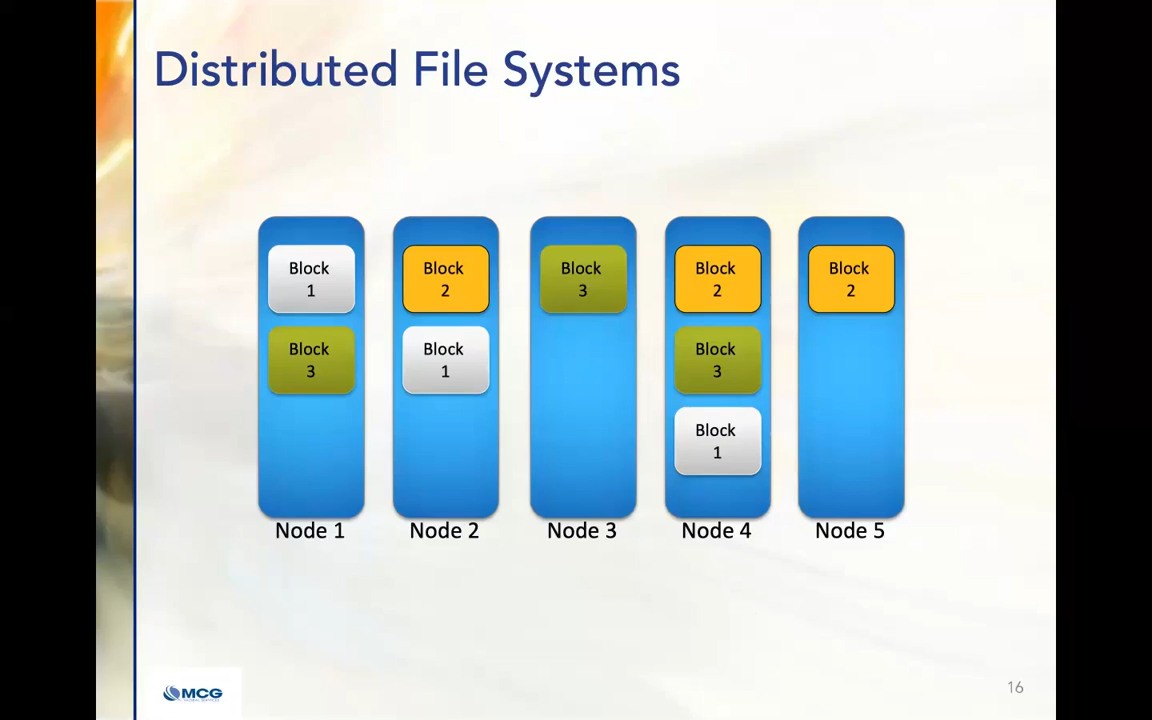 Distributed File Systems
Block
1
Block
3
Node 1
Block
2
Block
1
Node 2
Block
3
Node 3
Block
2
Block
3
Block
1
Node 4
Block
2
Node 5
MCG
16